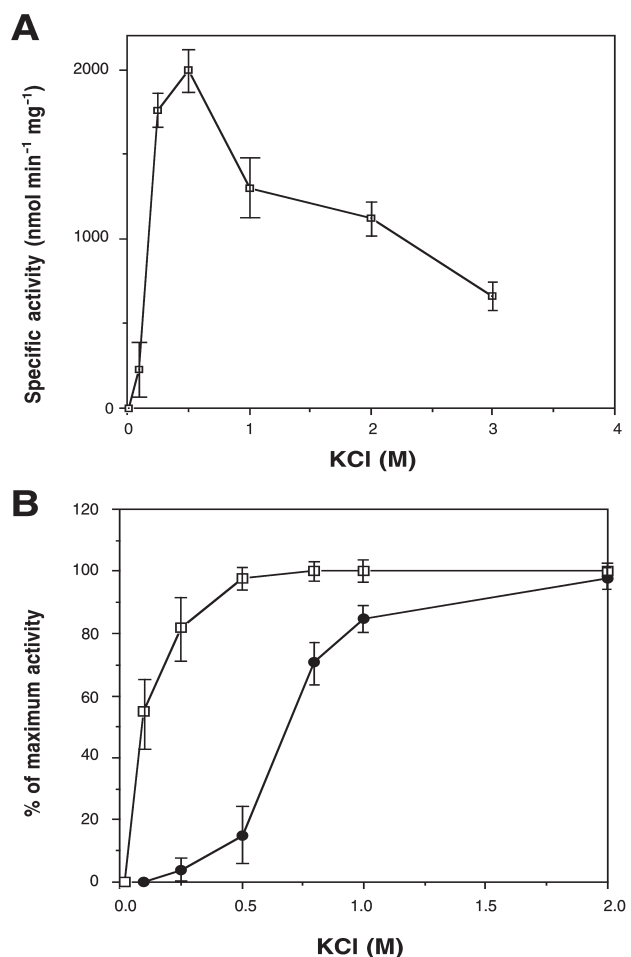 A
Specific activity (nmol min⁻¹ mg⁻¹)
2000
1000
0
0 1 2 3 4
KCl (M)
B
% of maximum activity
120
100
80
60
40
20
0
0.0 0.5 1.0 1.5 2.0
KCl (M)